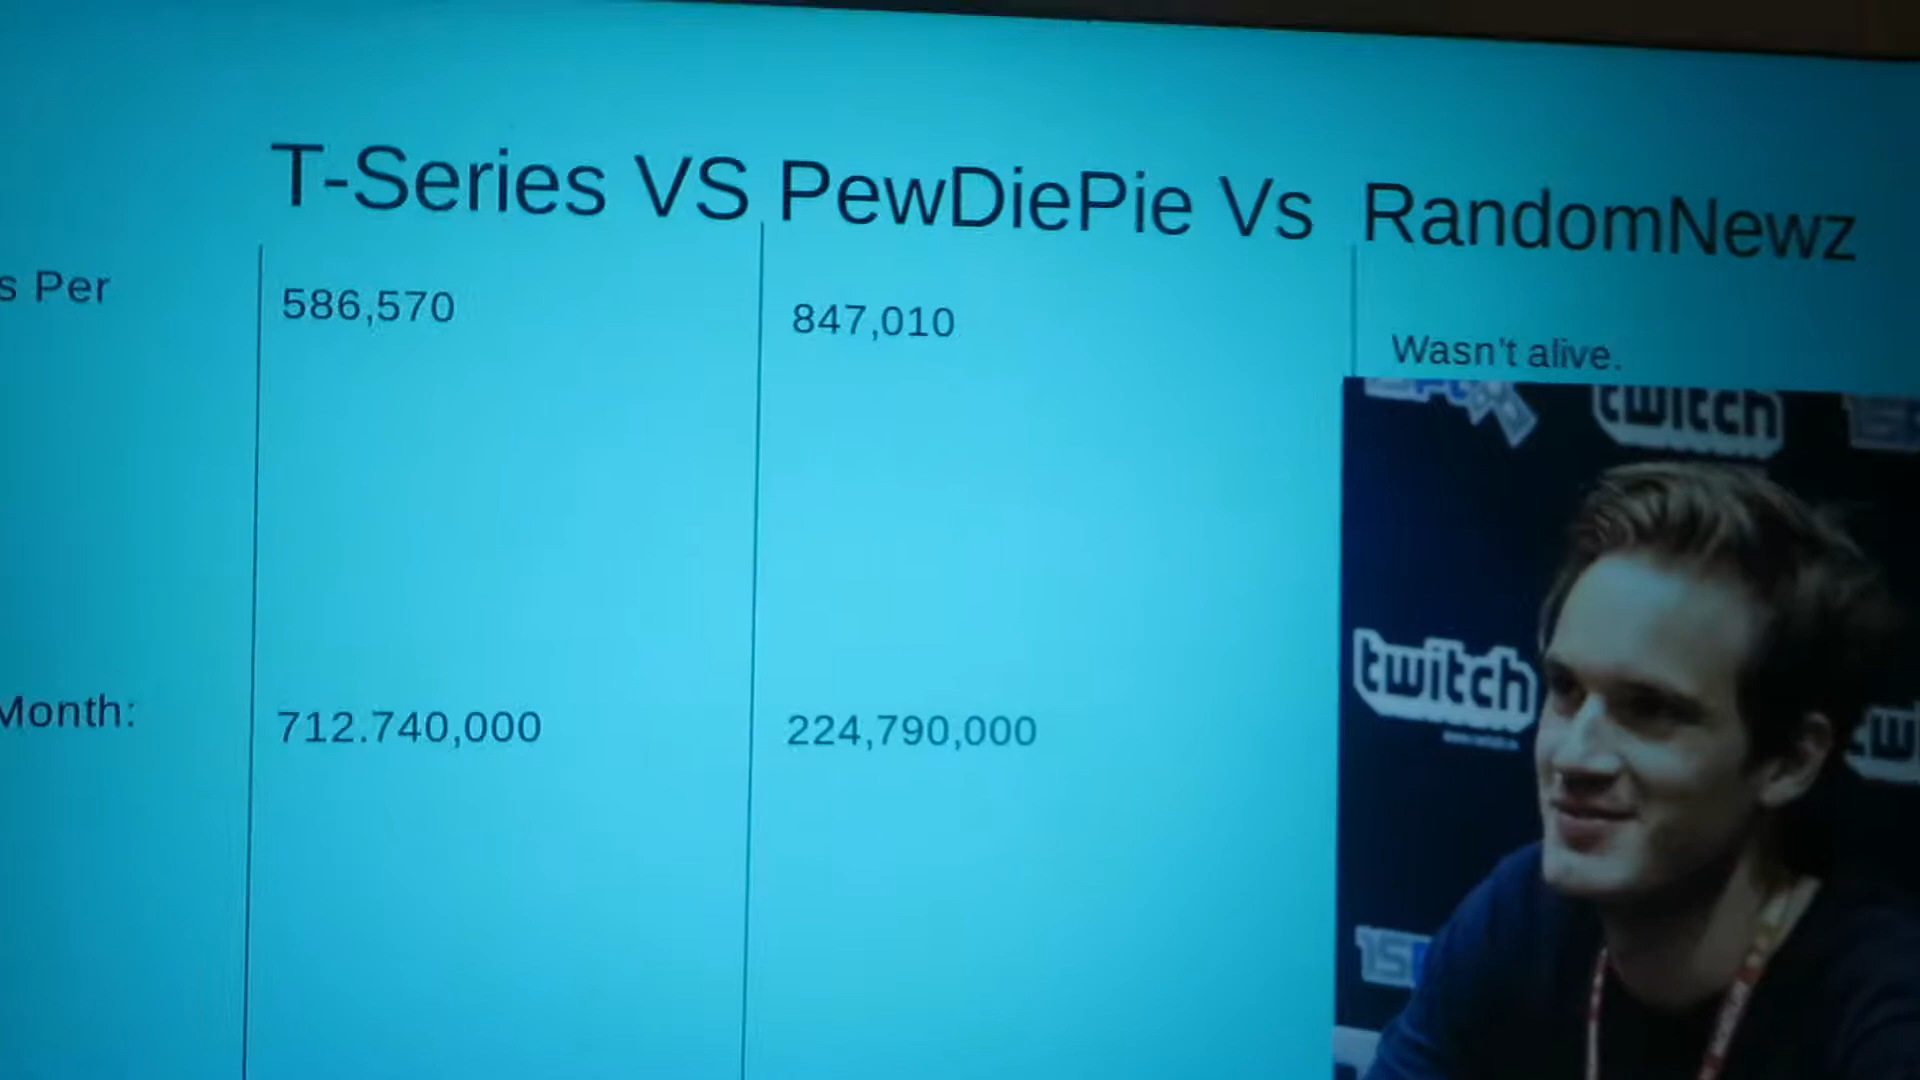 T-Series VS PewDiePie Vs RandomNewz
s Per 586,570 847,010
Wasn't alive.
twitch
twitch
Month: 712.740,000 224,790,000